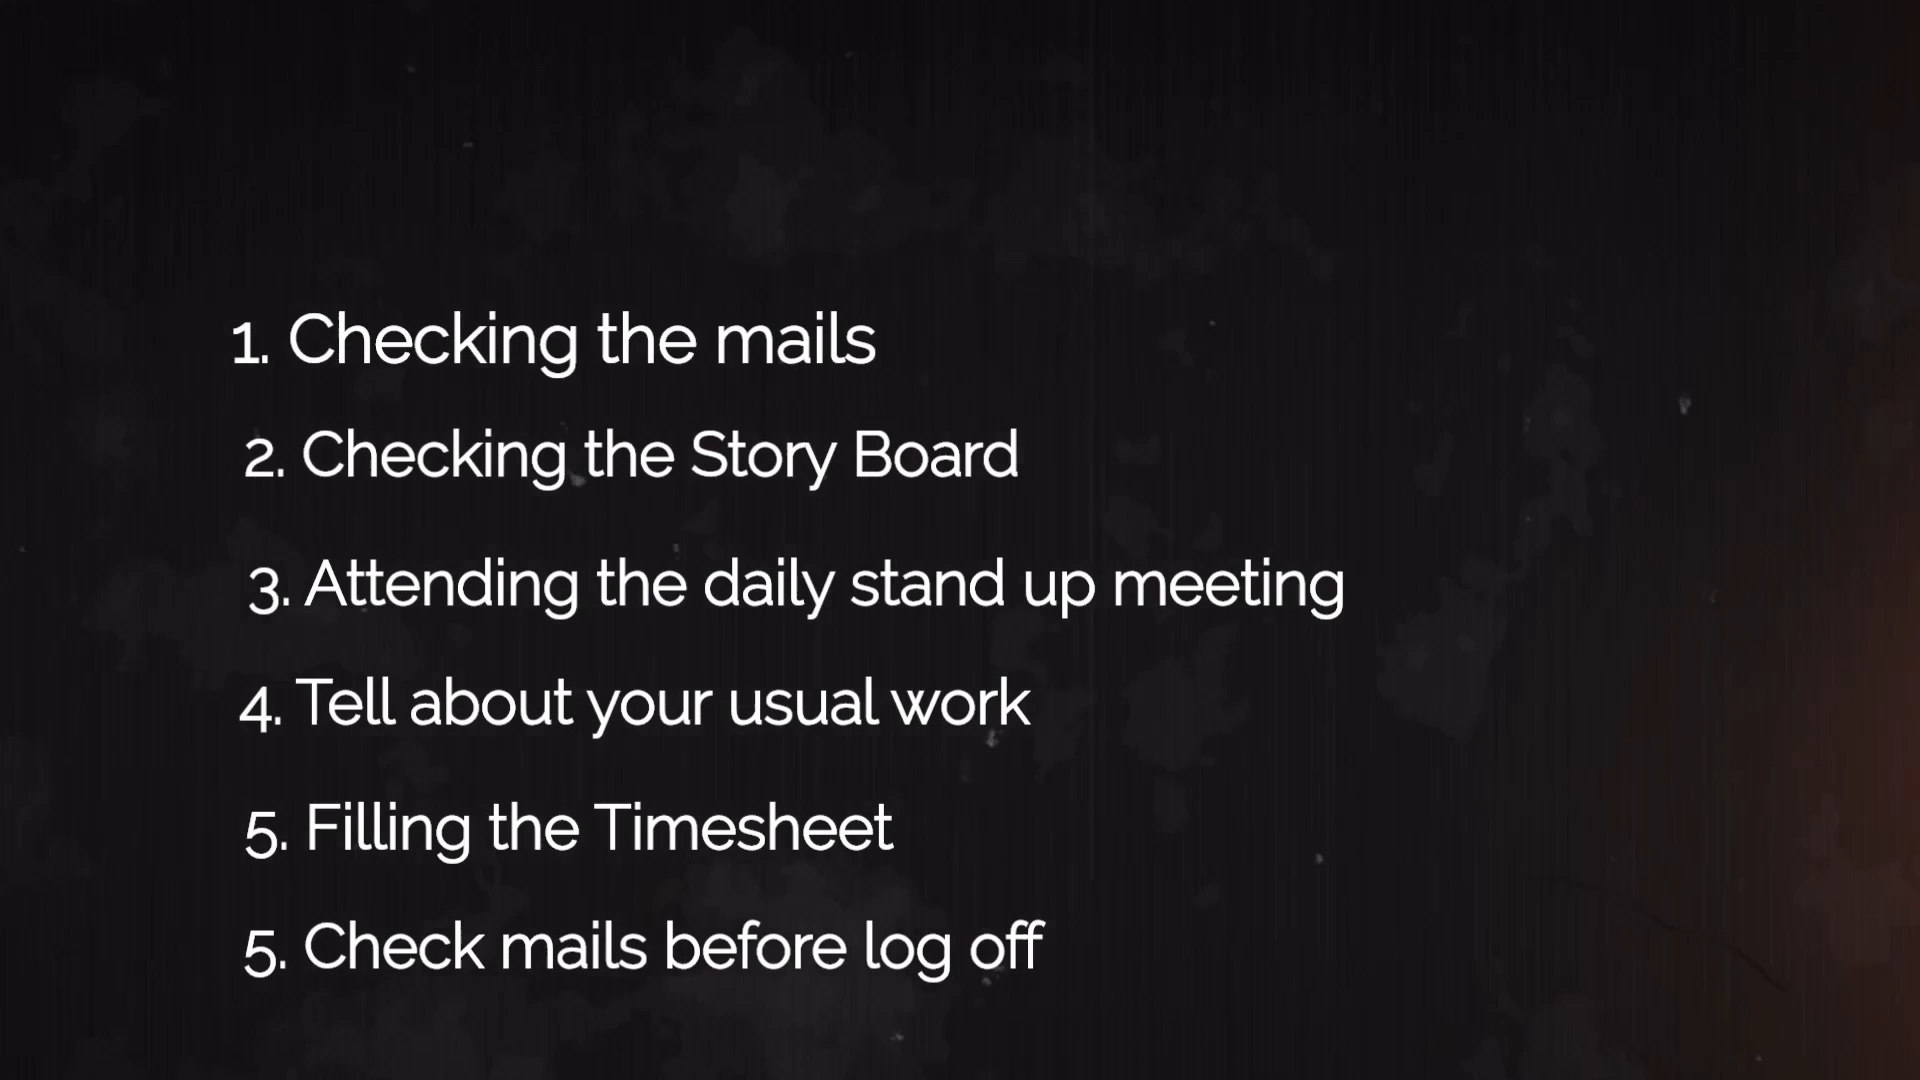 1. Checking the mails
2. Checking the Story Board
3. Attending the daily stand up meeting
4. Tell about your usual work
5. Filling the Timesheet
5. Check mails before log off